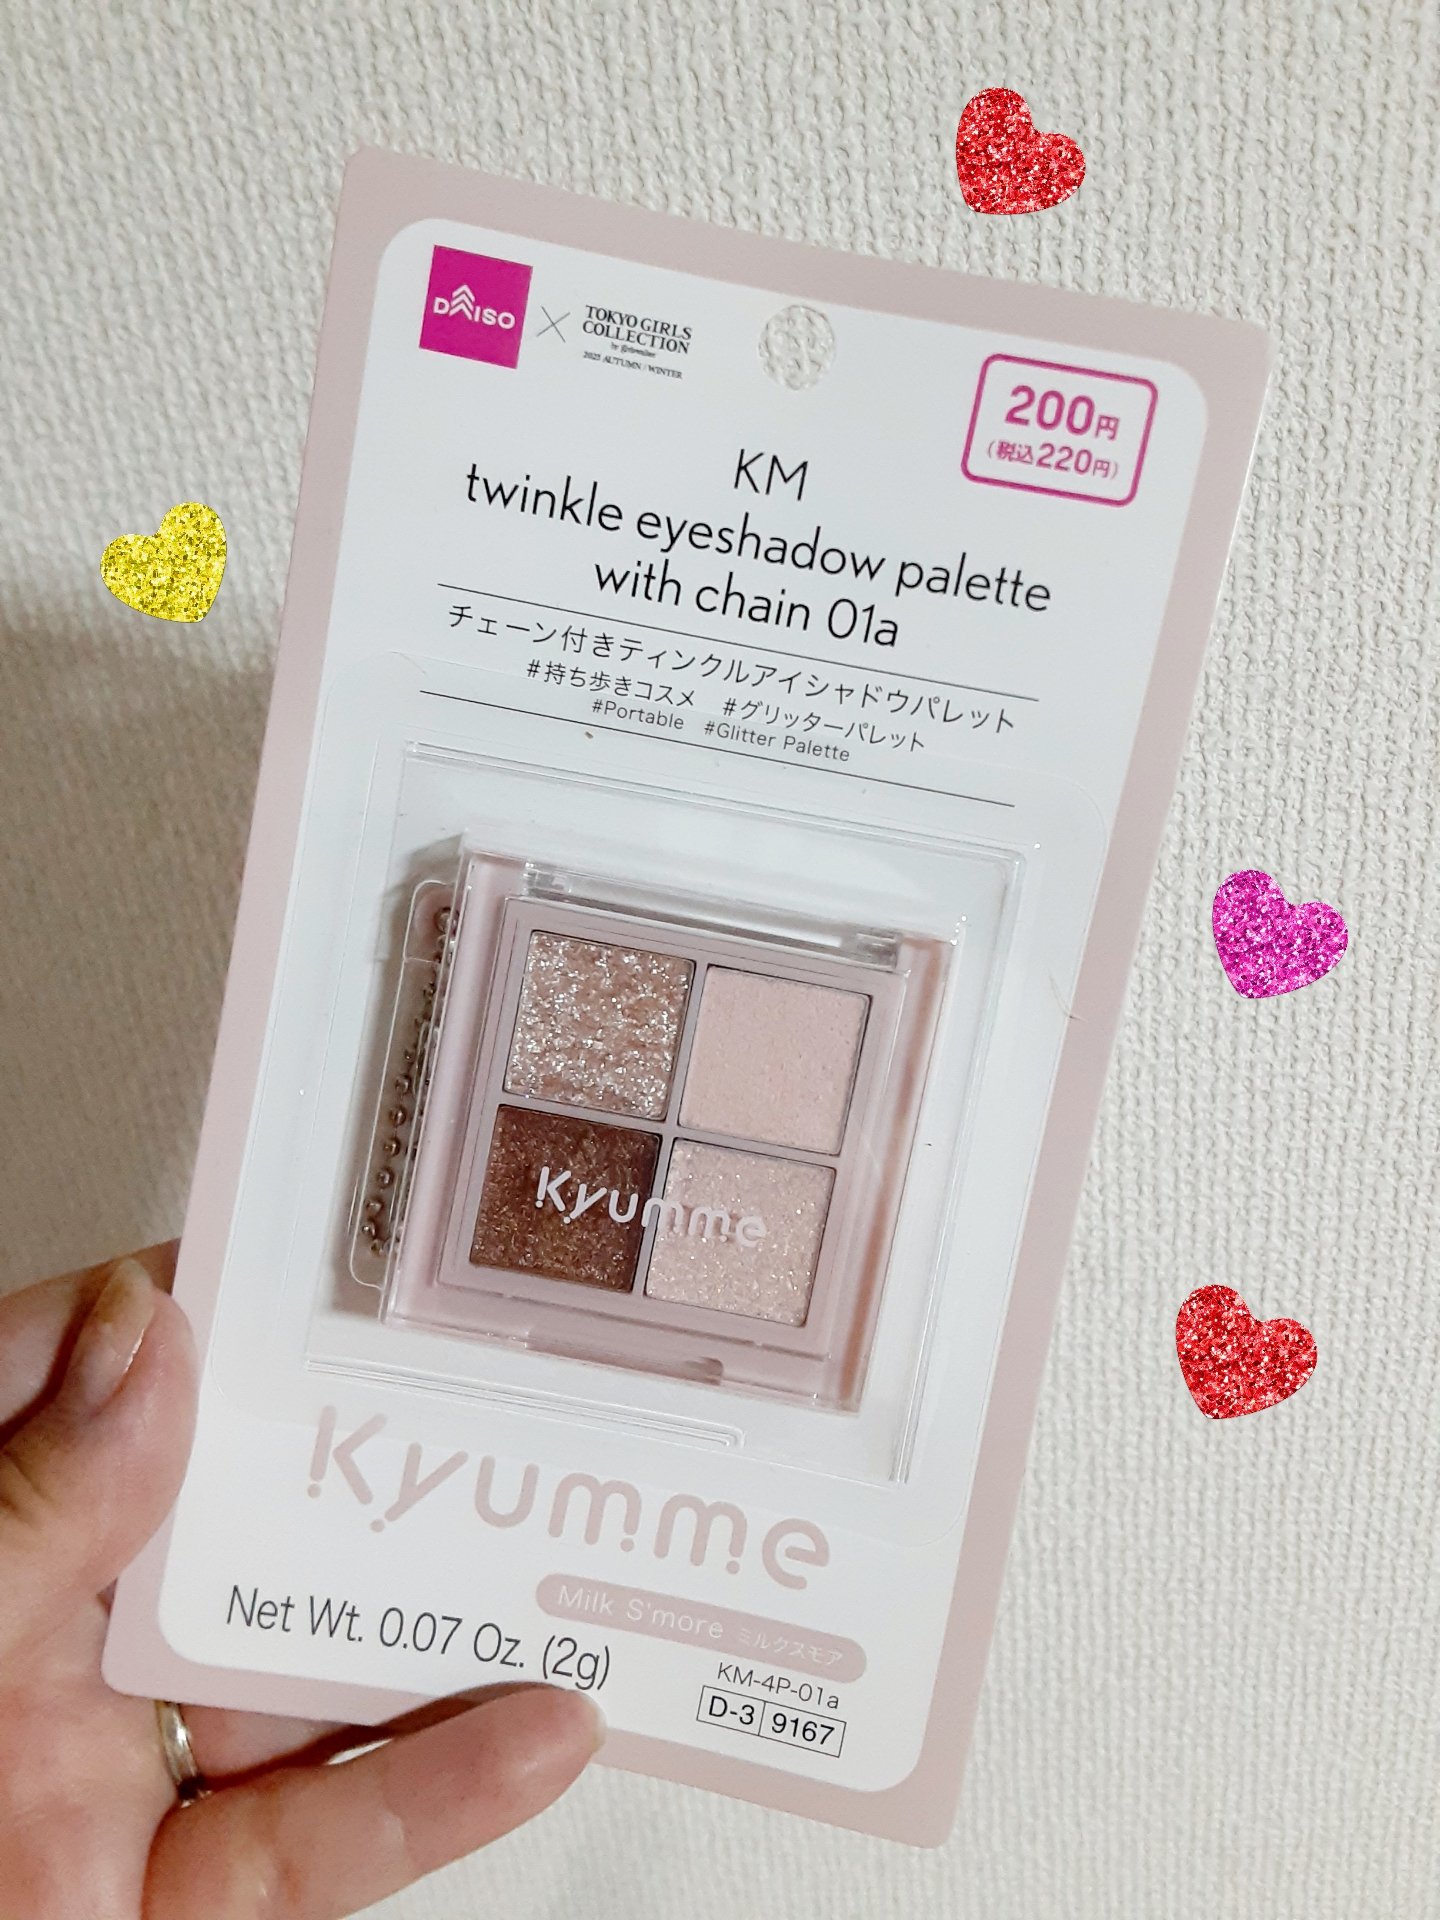 DAISO
TOKYO GIRLS
COLLECTION
by girlswalker
2025 AUTUMN / WINTER
200円
(税込220円)
KM
twinkle eyeshadow palette
with chain 01a
チェーン付きティンクルアイシャドウパレット
#持ち歩きコスメ #グリッターパレット
#Portable #Glitter Palette
Kyumme
Kyumme
Milk S'more ミルクスモア
Net Wt. 0.07 Oz. (2g)
KM-4P-01a
D-3 9167